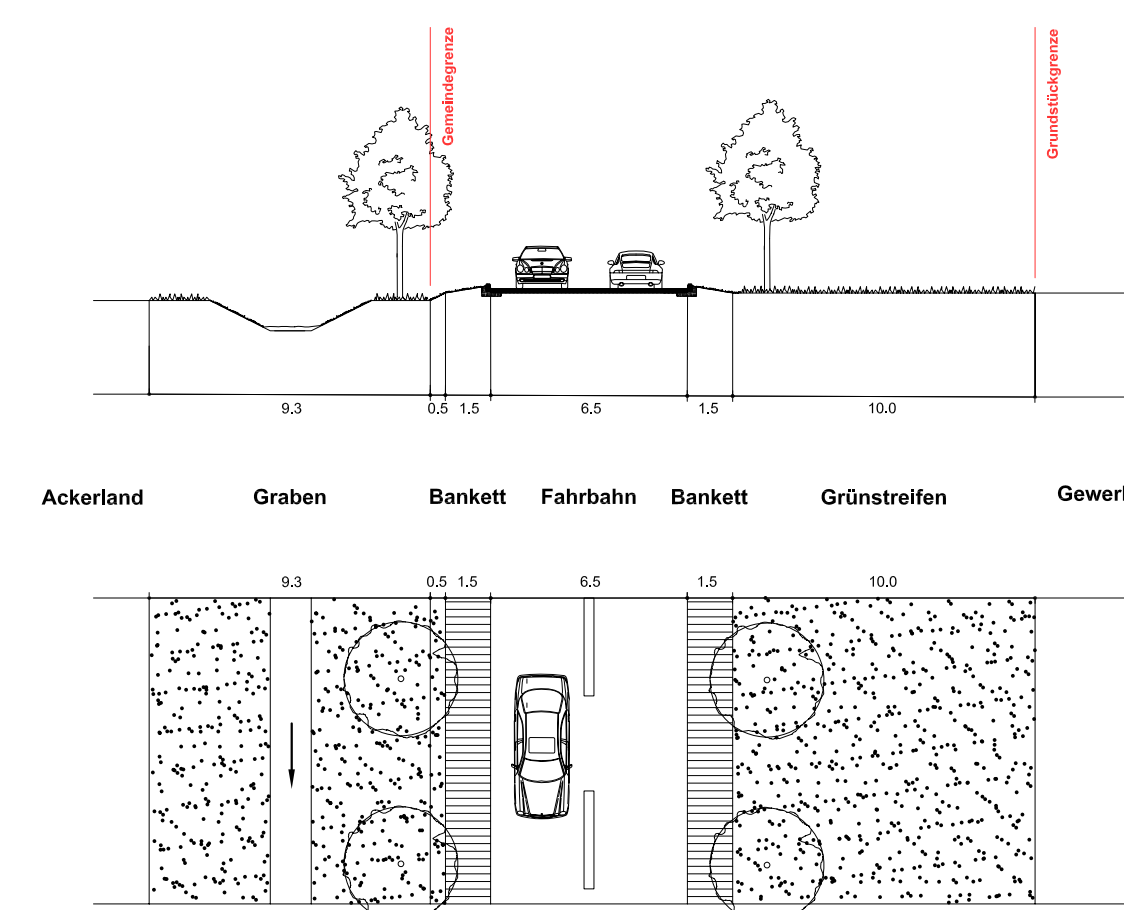 Gemeindegrenze
Grundstückgrenze
9.3 0.5 1.5 6.5 1.5 10.0
Ackerland Graben Bankett Fahrbahn Bankett Grünstreifen Gewerb
9.3 0.5 1.5 6.5 1.5 10.0